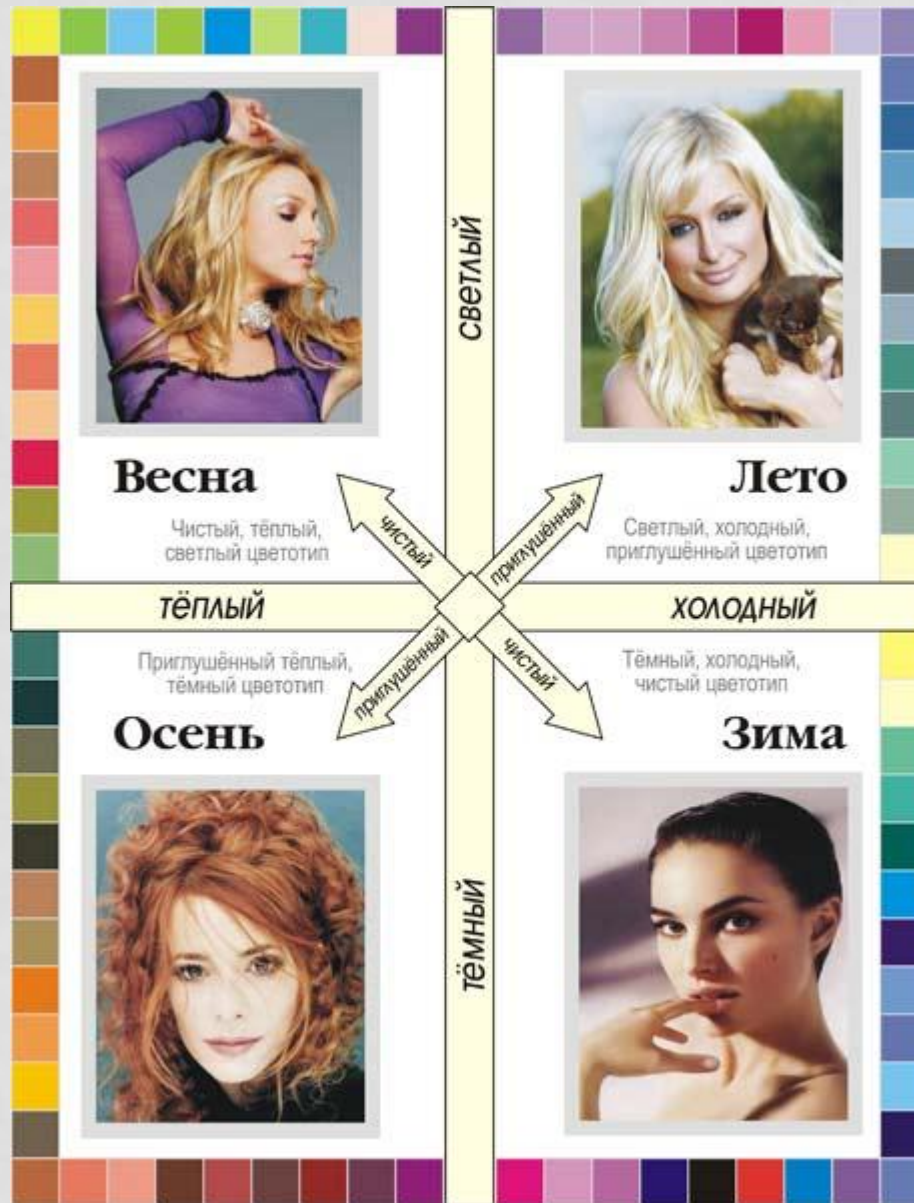 СВЕТЛЫЙ
Весна
Чистый, тёплый,
светлый цветотип
Лето
Светлый, холодный,
приглушённый цветотип
чистый
приглушённый
ТЁПЛЫЙ
ХОЛОДНЫЙ
приглушённый
чистый
Приглушённый тёплый,
тёмный цветотип
Осень
Тёмный, холодный,
чистый цветотип
Зима
ТЁМНЫЙ